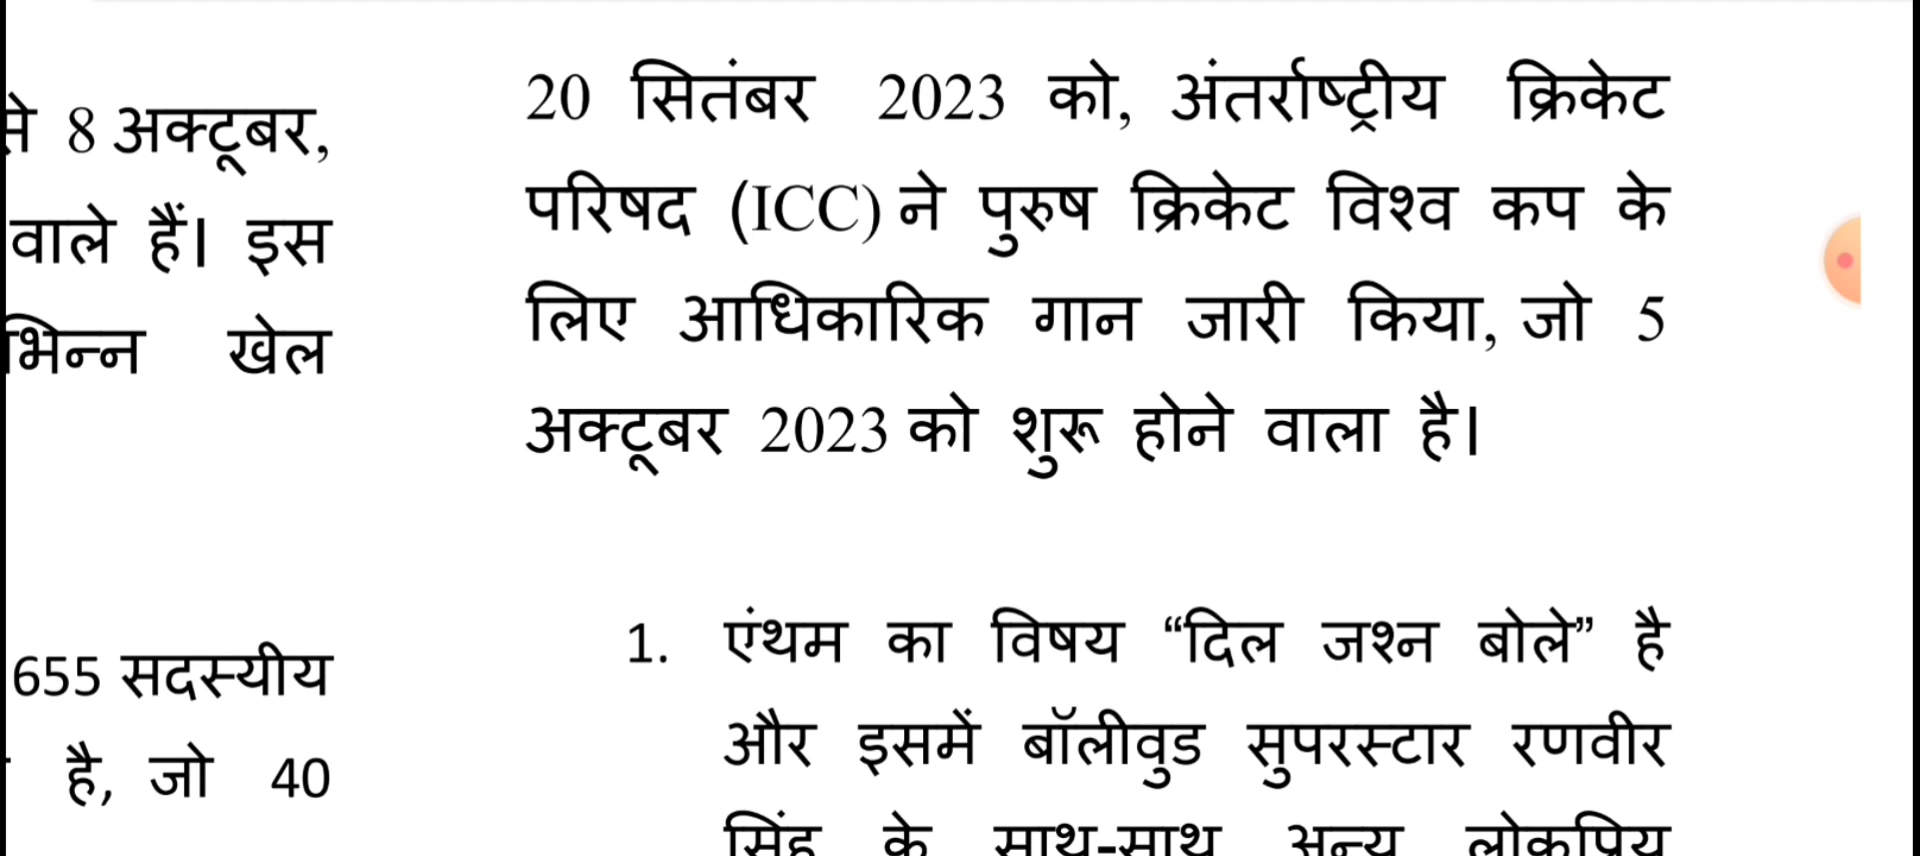 8 अक्टूबर,
वाले हैं। इस
खेल
655 सदस्यीय
है, जो 40
20 सितंबर 2023 को, अंतर्राष्ट्रीय क्रिकेट
परिषद (ICC) ने पुरुष क्रिकेट विश्व कप के
लिए आधिकारिक गान जारी किया, जो 5
अक्टूबर 2023 को शुरू होने वाला है।
1. एंथम का विषय “दिल जश्न बोले” है
और इसमें बॉलीवुड सुपरस्टार रणवीर
सिंह के साथ-साथ अन्य लोकप्रिय